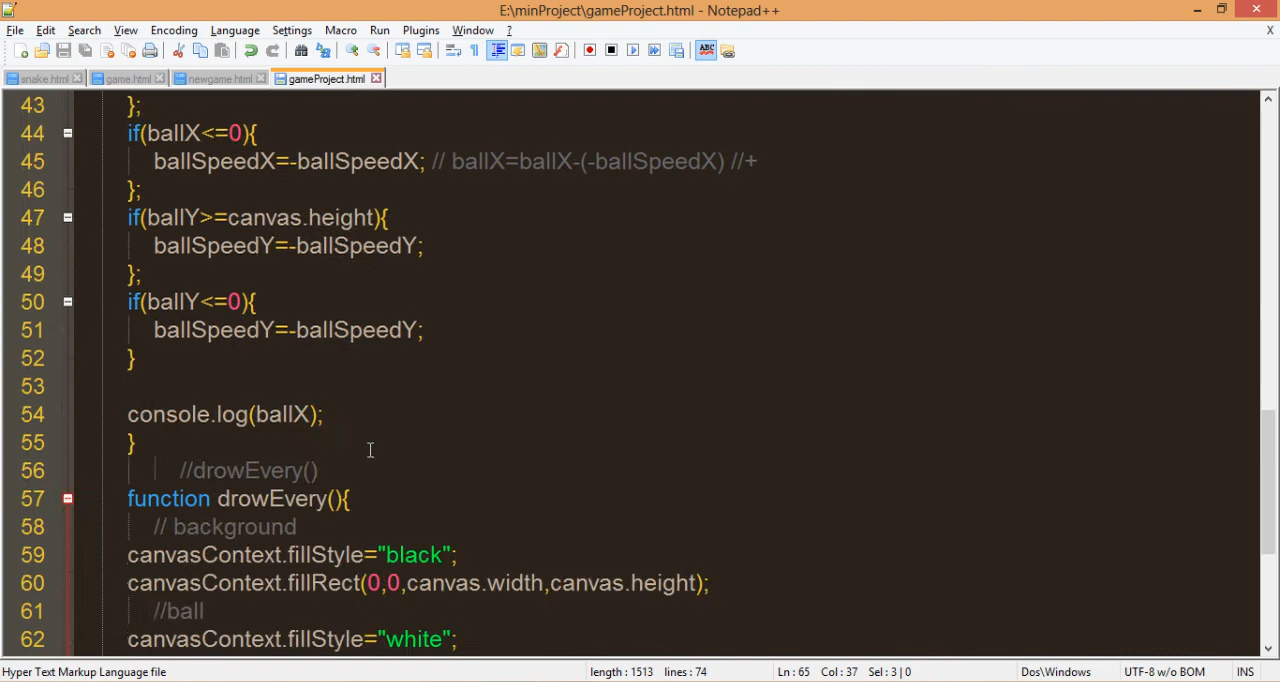 E:\minProject\gameProject.html - Notepad++
File Edit Search View Encoding Language Settings Macro Run Plugins Window ? X
snake.html game.html newgame.html gameProject.html
43 };
44 if(ballX<=0){
45 ballSpeedX=-ballSpeedX; // ballX=ballX-(-ballSpeedX) //+
46 };
47 if(ballY>=canvas.height){
48 ballSpeedY=-ballSpeedY;
49 };
50 if(ballY<=0){
51 ballSpeedY=-ballSpeedY;
52 }
53
54 console.log(ballX);
55 }
56 //drowEvery()
57 function drowEvery(){
58 // background
59 canvasContext.fillStyle="black";
60 canvasContext.fillRect(0,0,canvas.width,canvas.height);
61 //ball
62 canvasContext.fillStyle="white";
Hyper Text Markup Language file length : 1513 lines : 74 Ln : 65 Col : 37 Sel : 3 | 0 Dos\Windows UTF-8 w/o BOM INS